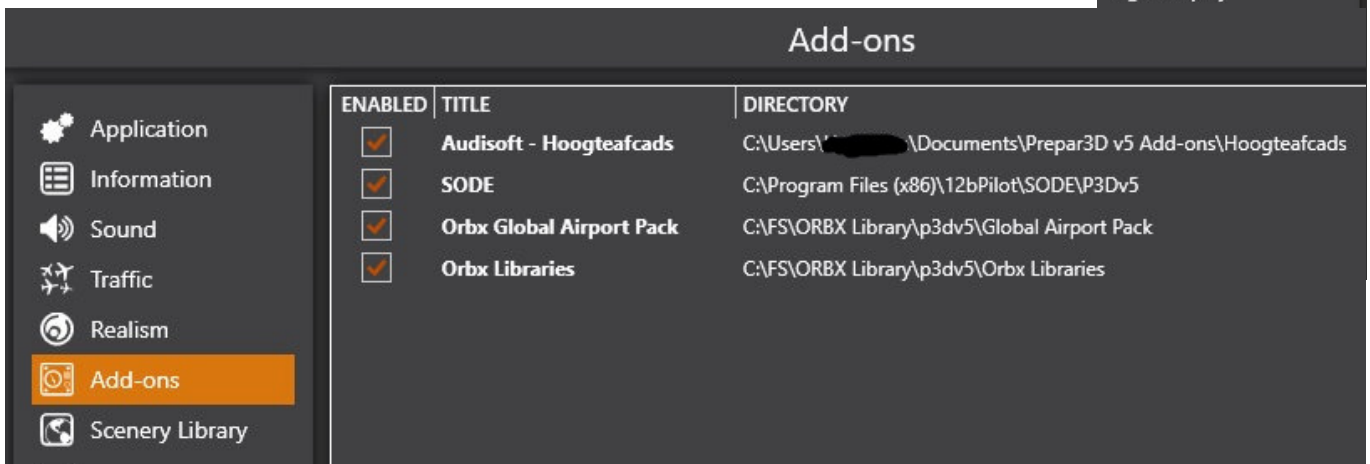 Add-ons
Application
Information
Sound
Traffic
Realism
Add-ons
Scenery Library
ENABLED TITLE DIRECTORY
Audisoft - Hoogteafcads C:\Users\ \Documents\Prepar3D v5 Add-ons\Hoogteafcads
SODE C:\Program Files (x86)\12bPilot\SODE\P3Dv5
Orbx Global Airport Pack C:\FS\ORBX Library\p3dv5\Global Airport Pack
Orbx Libraries C:\FS\ORBX Library\p3dv5\Orbx Libraries